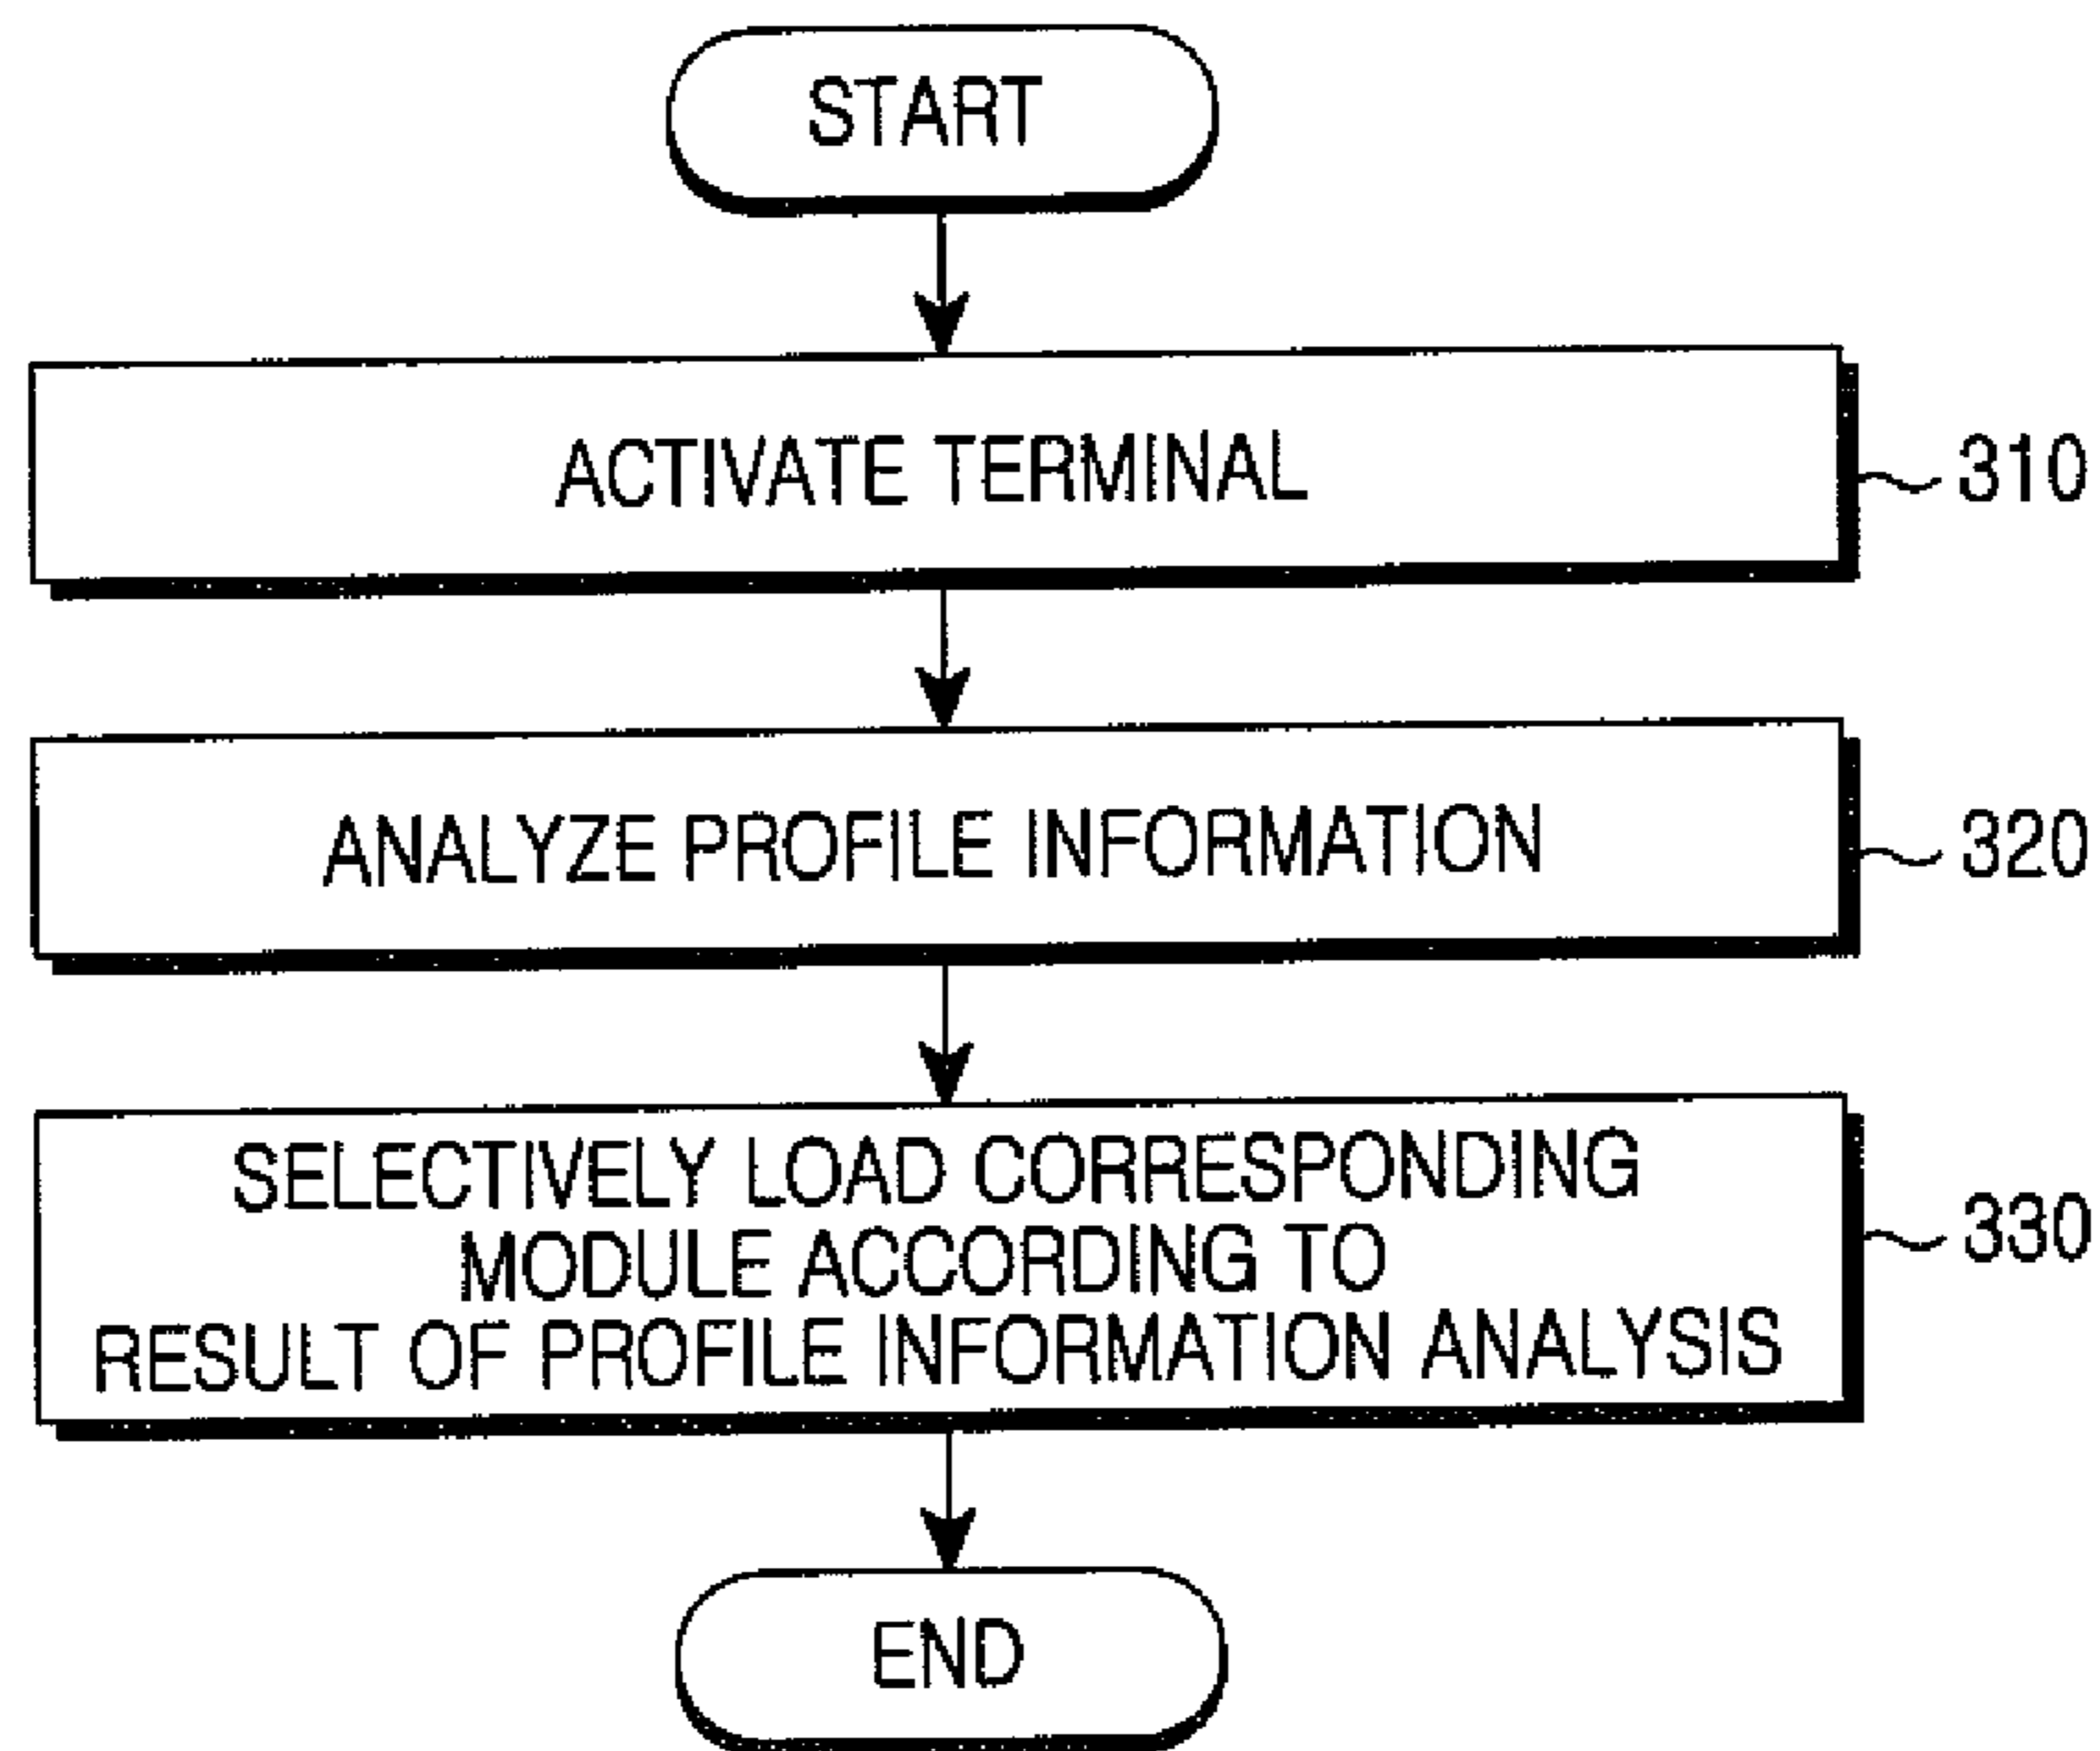 START
ACTIVATE TERMINAL
310
ANALYZE PROFILE INFORMATION
320
SELECTIVELY LOAD CORRESPONDING
MODULE ACCORDING TO
330
RESULT OF PROFILE INFORMATION ANALYSIS
END